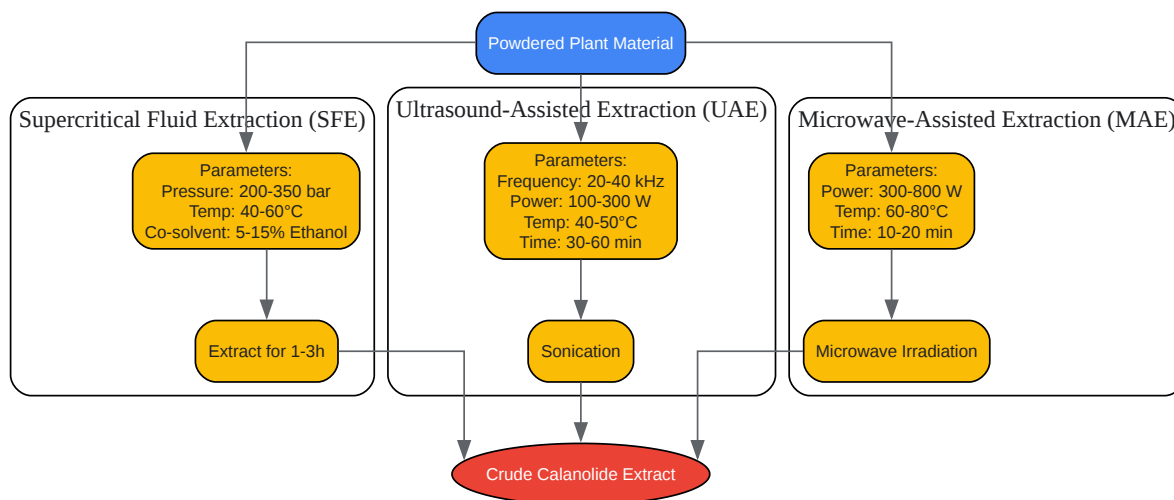 Powdered Plant Material
Supercritical Fluid Extraction (SFE)
Parameters:
Pressure: 200-350 bar
Temp: 40-60°C
Co-solvent: 5-15% Ethanol
Extract for 1-3h
Ultrasound-Assisted Extraction (UAE)
Parameters:
Frequency: 20-40 kHz
Power: 100-300 W
Temp: 40-50°C
Time: 30-60 min
Sonication
Microwave-Assisted Extraction (MAE)
Parameters:
Power: 300-800 W
Temp: 60-80°C
Time: 10-20 min
Microwave Irradiation
Crude Calanolide Extract